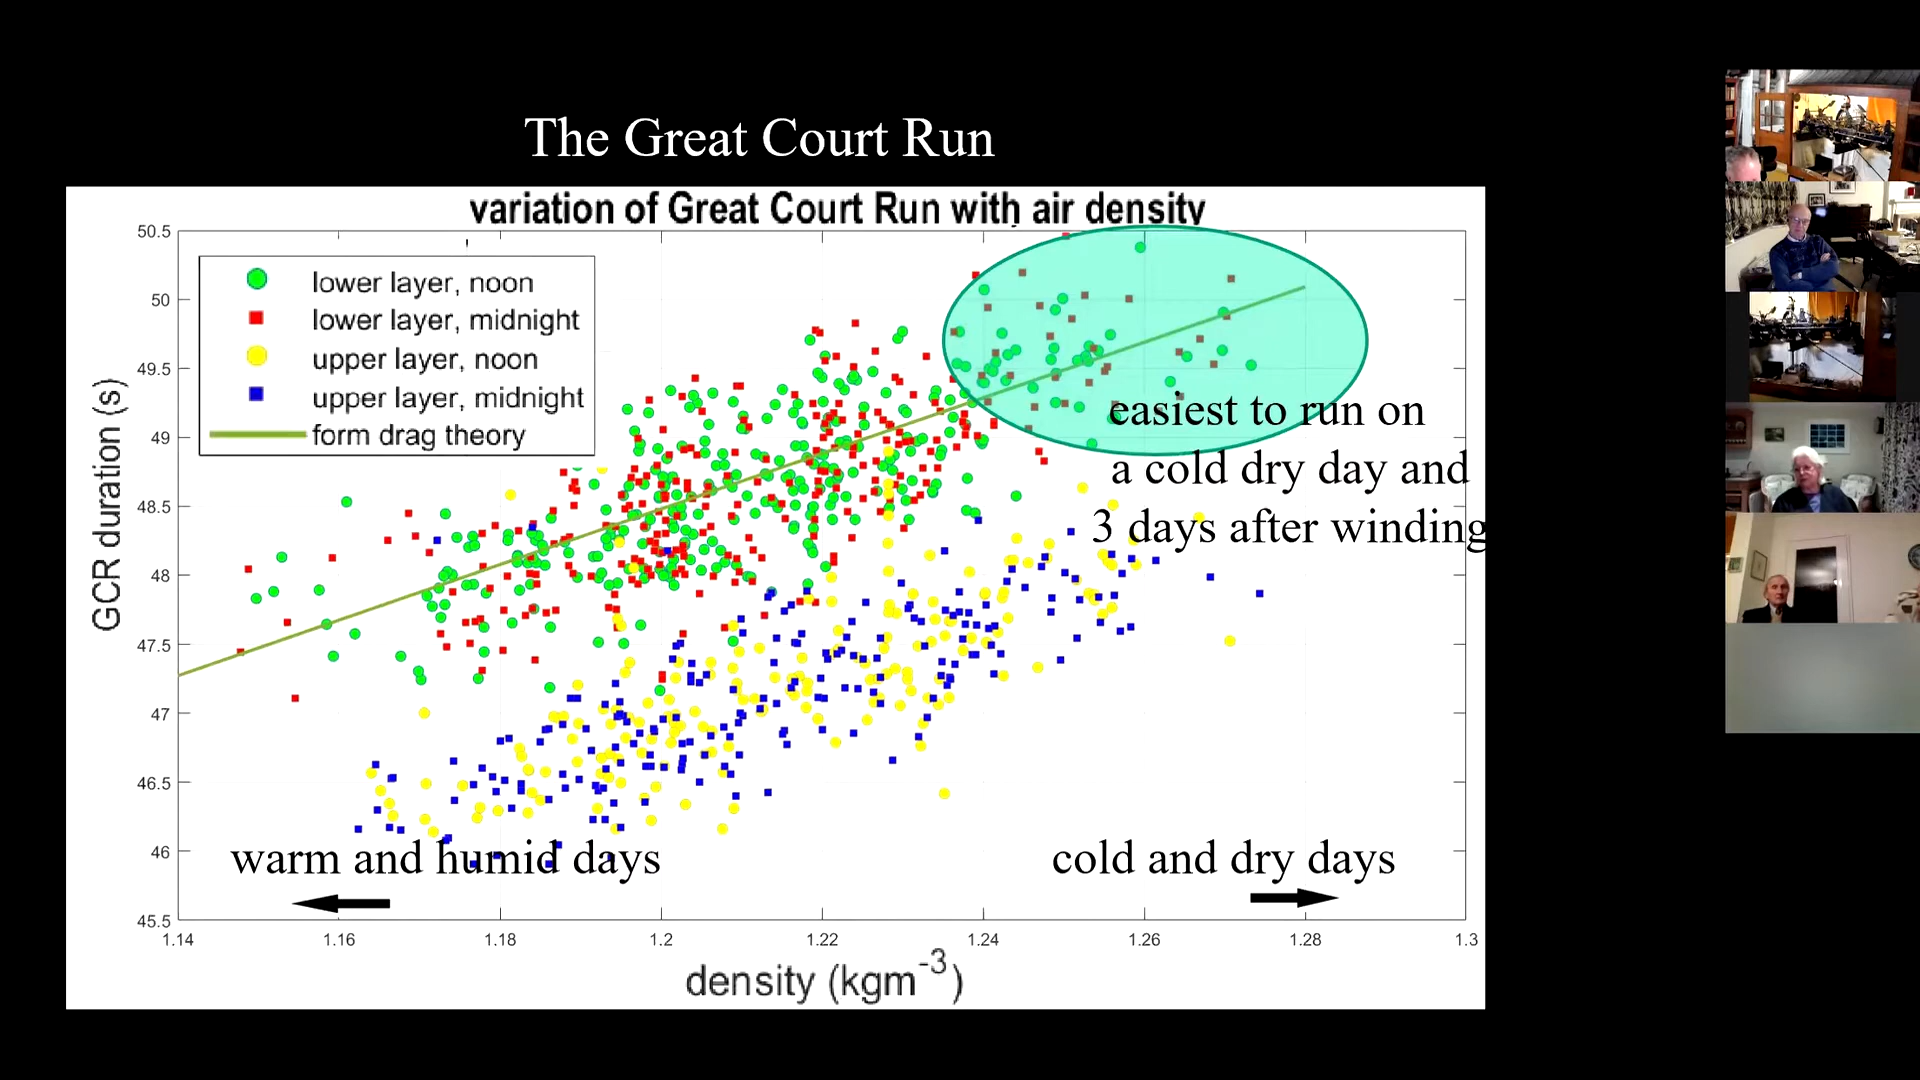 The Great Court Run
variation of Great Court Run with air density
50.5
50
49.5
49
48.5
48
47.5
47
46.5
46
45.5
GCR duration (s)
lower layer, noon
lower layer, midnight
upper layer, noon
upper layer, midnight
form drag theory
easiest to run on
a cold dry day and
3 days after winding
warm and humid days
cold and dry days
1.14 1.16 1.18 1.2 1.22 1.24 1.26 1.28 1.3
density (kgm⁻³)